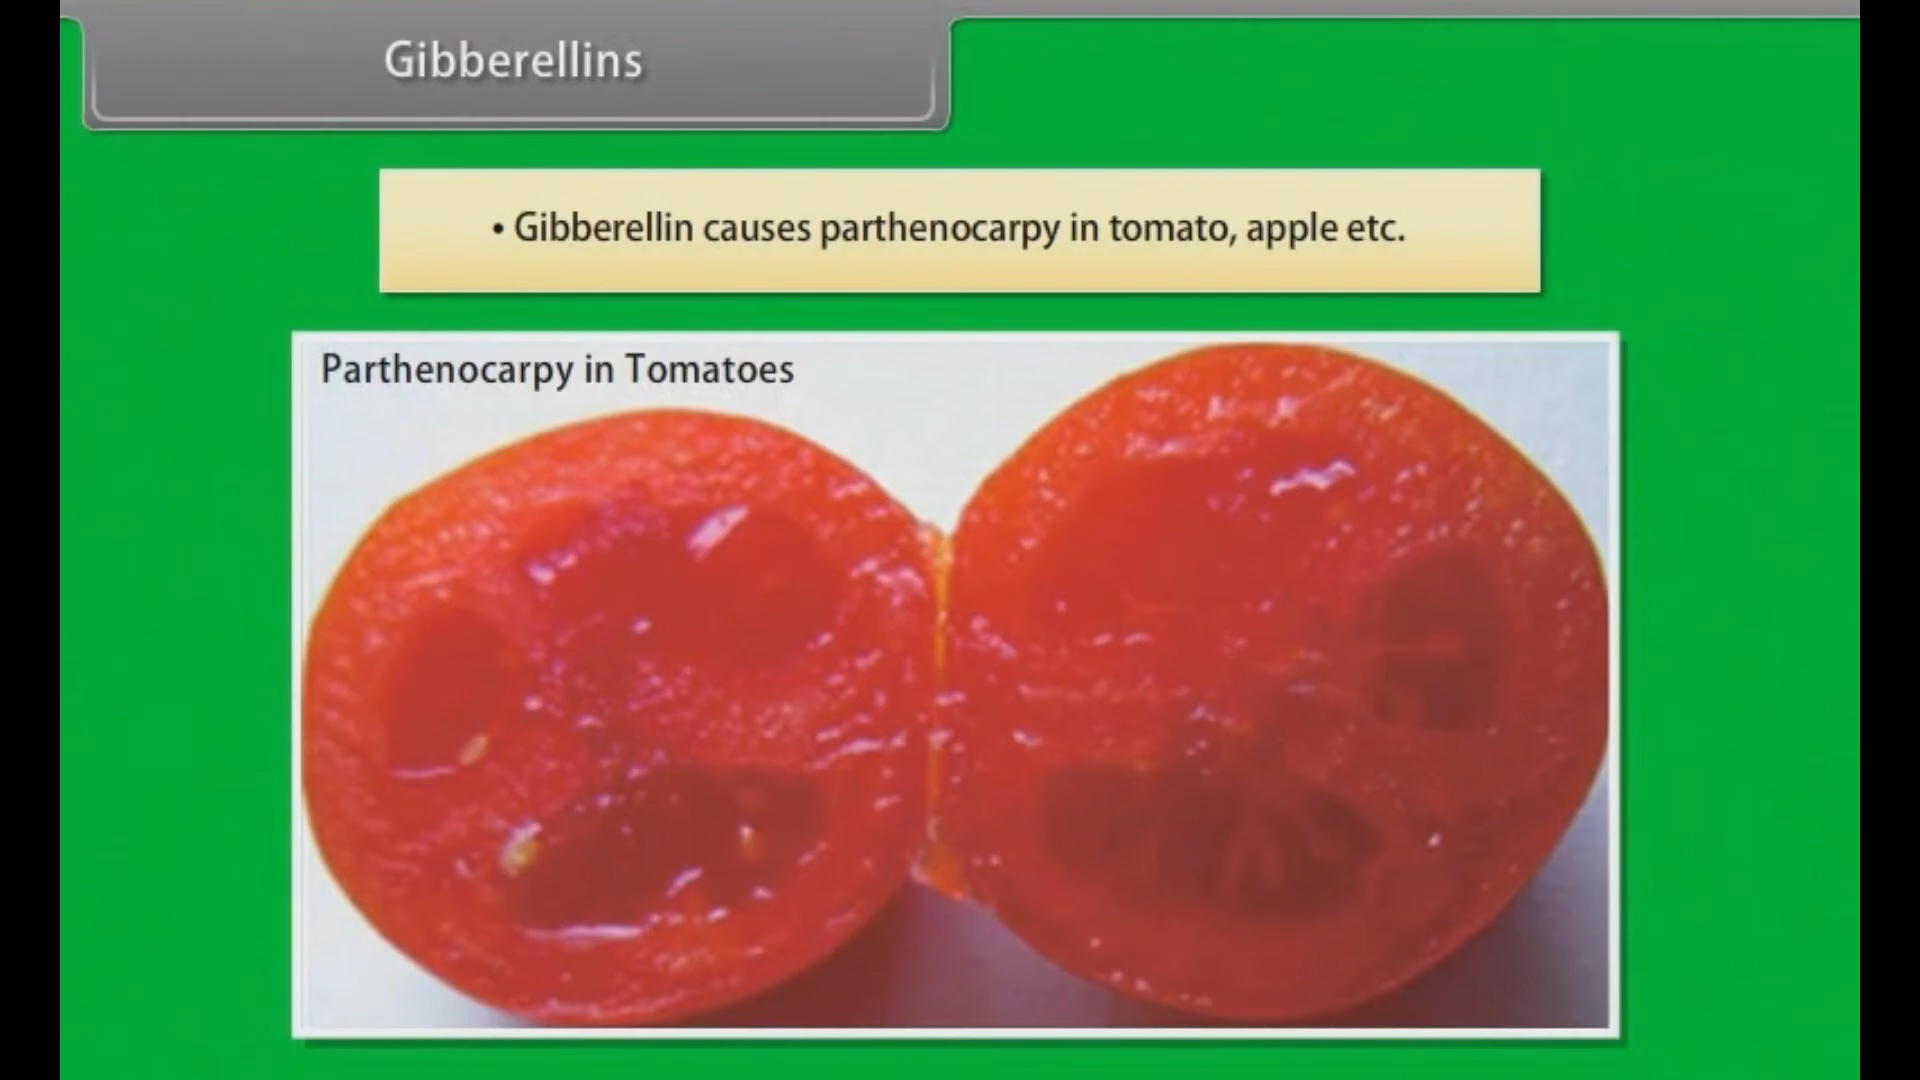 Gibberellins
• Gibberellin causes parthenocarpy in tomato, apple etc.
Parthenocarpy in Tomatoes